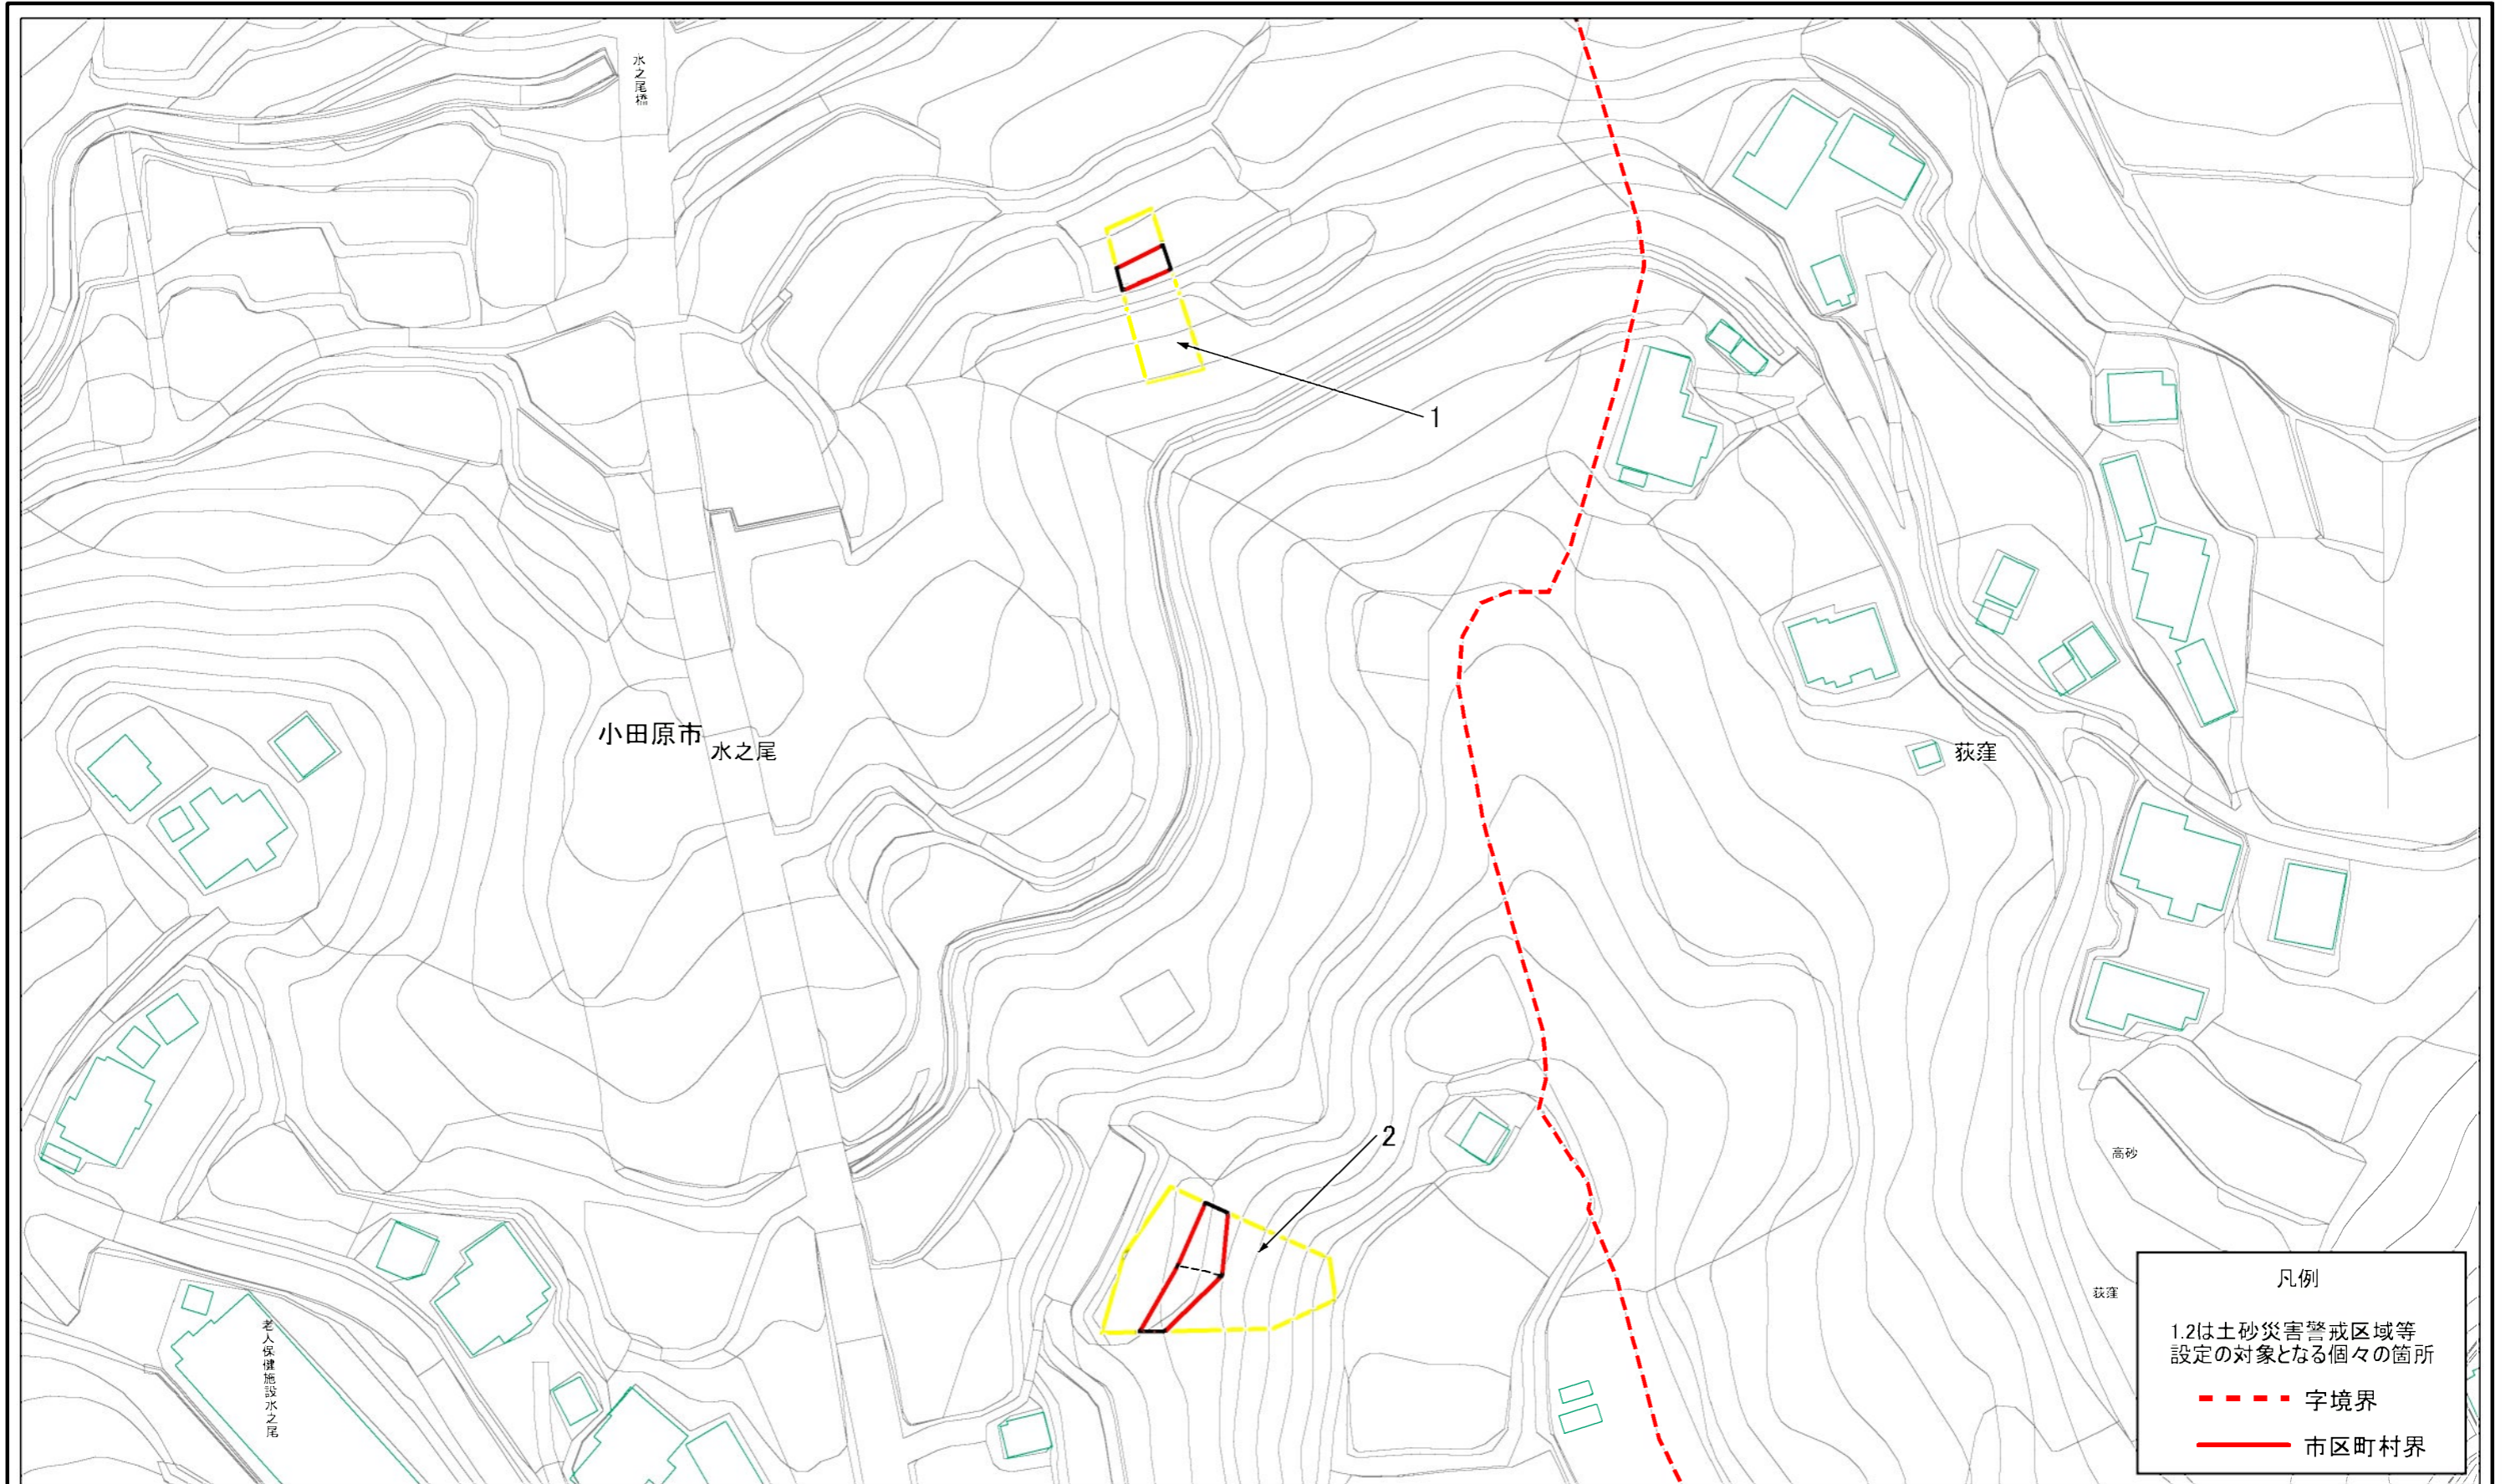 水之尾橋
1
小田原市
水之尾
荻窪
2
高砂
荻窪
老人保健施設水之尾
凡例
1.2は土砂災害警戒区域等
設定の対象となる個々の箇所
字境界
市区町村界